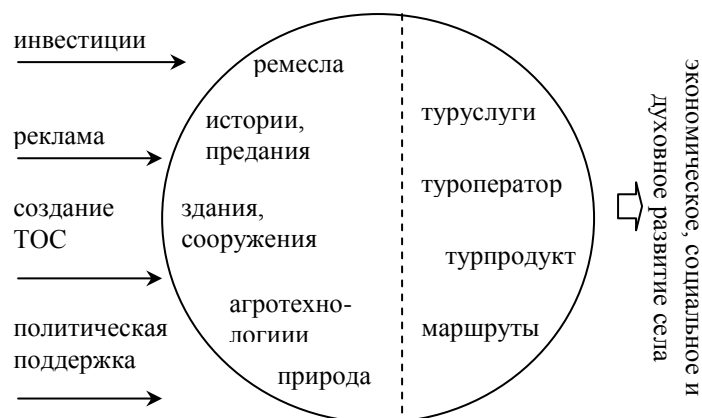 инвестиции
реклама
создание
ТОС
политическая
поддержка
ремесла
истории,
предания
здания,
сооружения
агротехно-
логиии
природа
туруслуги
туроператор
турпродукт
маршруты
экономическое, социальное и
духовное развитие села